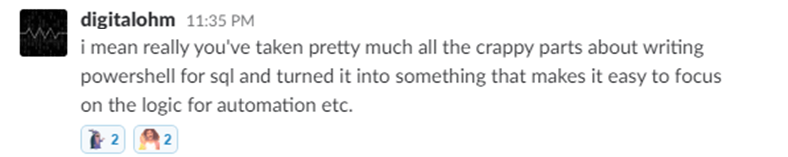 digitalohm 11:35 PM
i mean really you've taken pretty much all the crappy parts about writing
powershell for sql and turned it into something that makes it easy to focus
on the logic for automation etc.
2 2